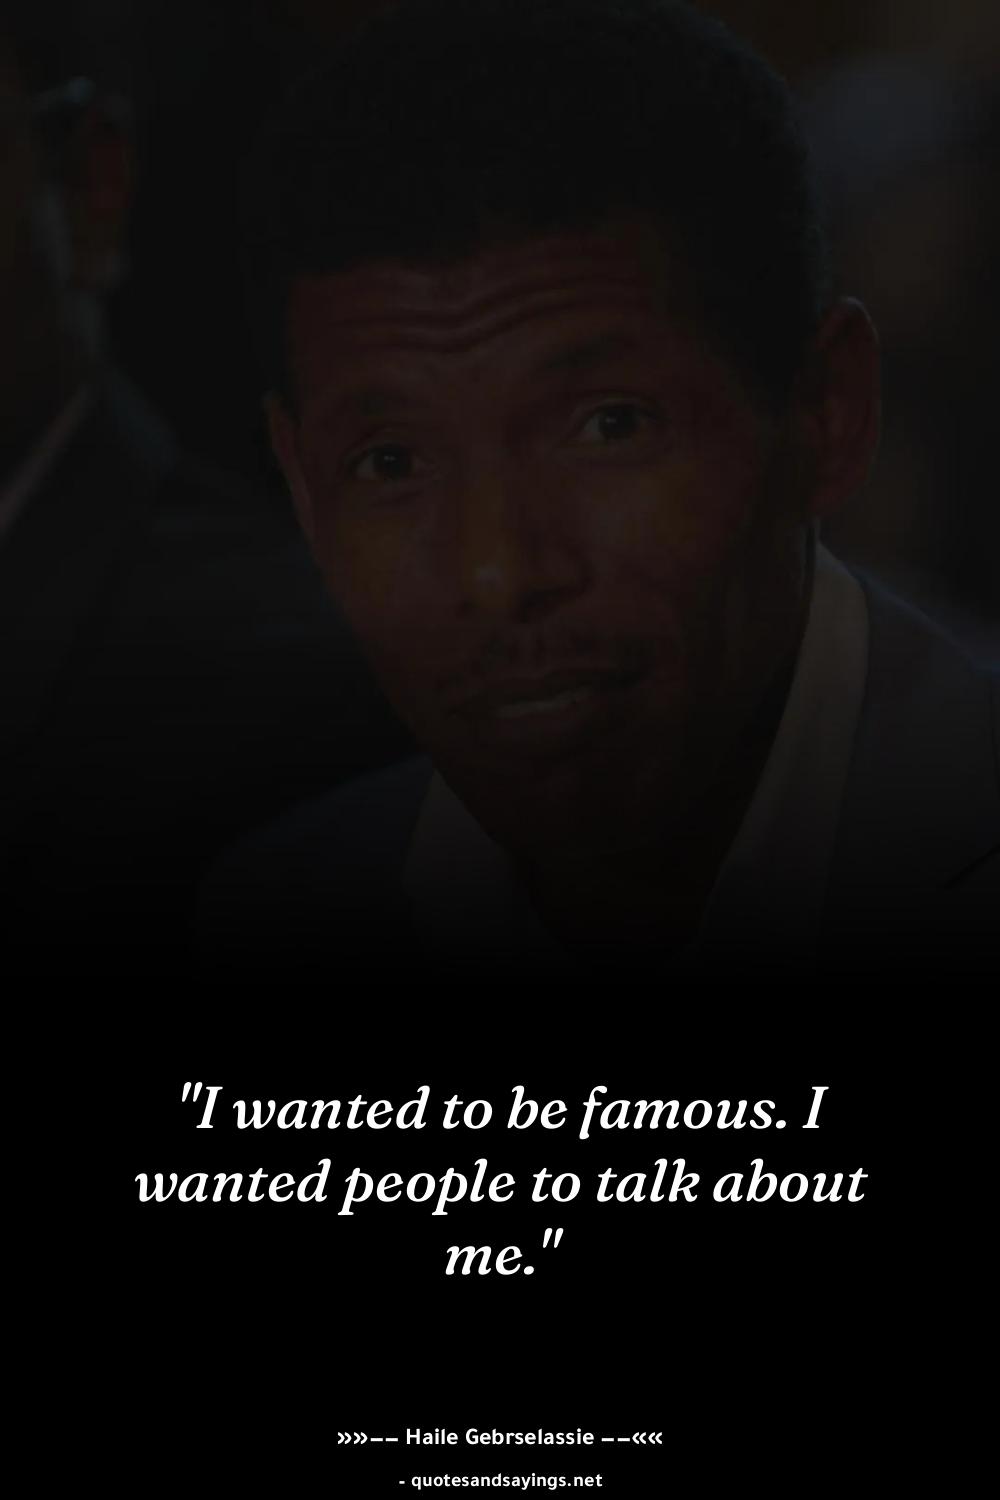 "I wanted to be famous. I
wanted people to talk about
me."
»»–– Haile Gebrselassie ––««
- quotesandsayings.net